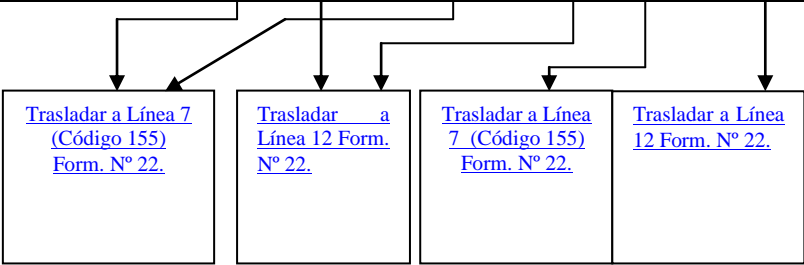 Trasladar a Línea 7
(Código 155)
Form. Nº 22.
Trasladar a
Línea 12 Form.
Nº 22.
Trasladar a Línea
7 (Código 155)
Form. Nº 22.
Trasladar a Línea
12 Form. Nº 22.